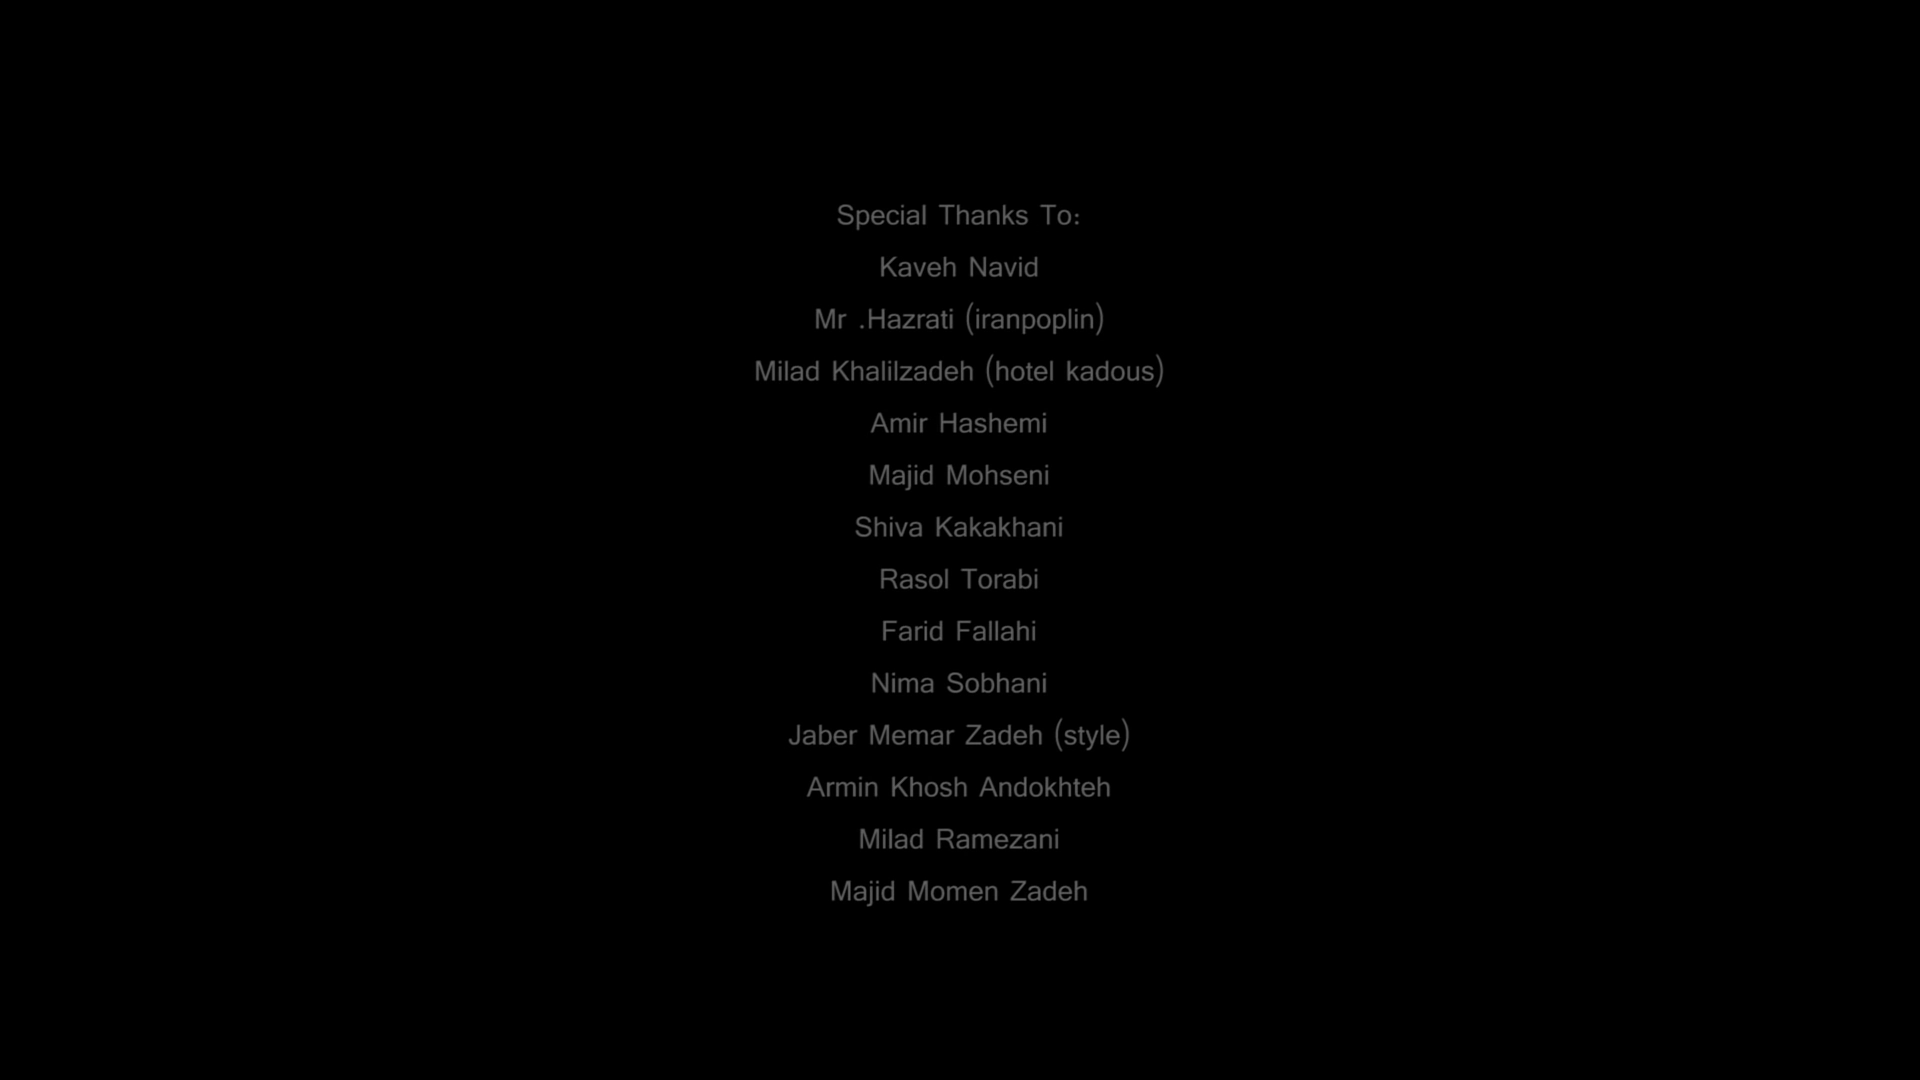 Special Thanks To:
Kaveh Navid
Mr .Hazrati (iranpoplin)
Milad Khalilzadeh (hotel kadous)
Amir Hashemi
Majid Mohseni
Shiva Kakakhani
Rasol Torabi
Farid Fallahi
Nima Sobhani
Jaber Memar Zadeh (style)
Armin Khosh Andokhteh
Milad Ramezani
Majid Momen Zadeh